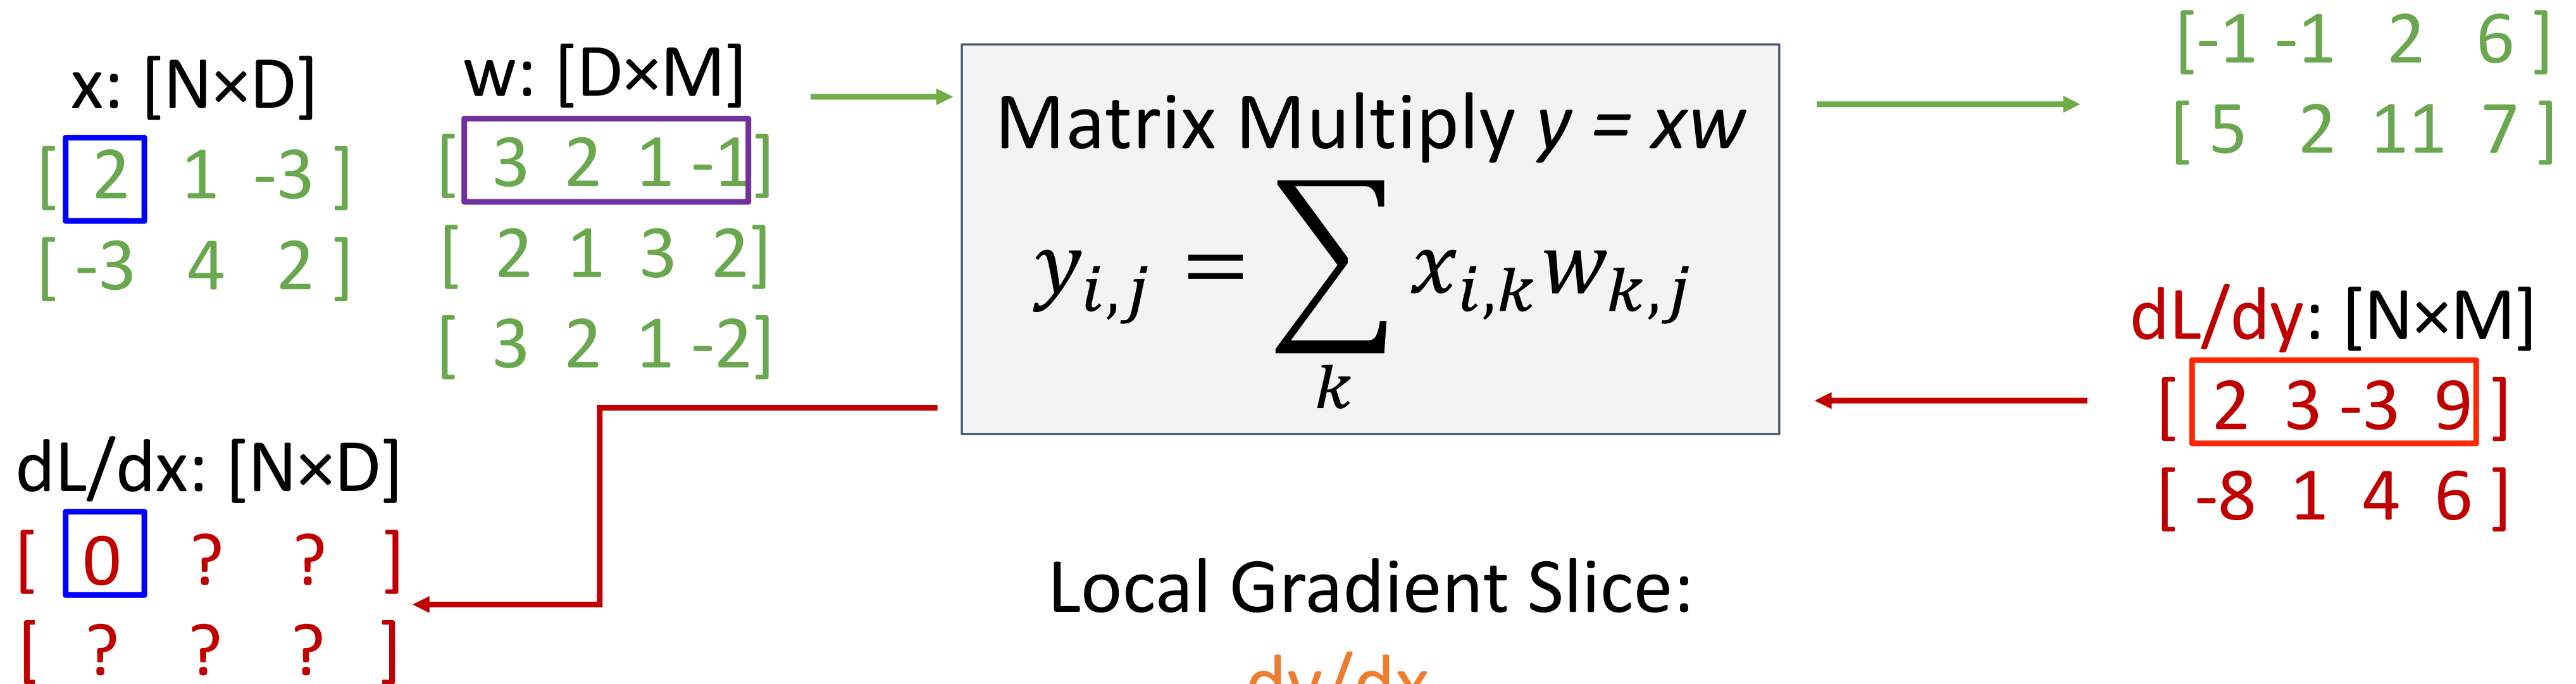 x: [N×D]
[ 2 1 -3 ]
[ -3 4 2 ]
w: [D×M]
[ 3 2 1 -1]
[ 2 1 3 2]
[ 3 2 1 -2]
Matrix Multiply y = xw
y_{i,j} = ∑_k x_{i,k} w_{k,j}
[-1 -1 2 6 ]
[ 5 2 11 7 ]
dL/dy: [N×M]
[ 2 3 -3 9 ]
[ -8 1 4 6 ]
dL/dx: [N×D]
[ 0 ? ? ]
[ ? ? ? ]
Local Gradient Slice:
dy/dx